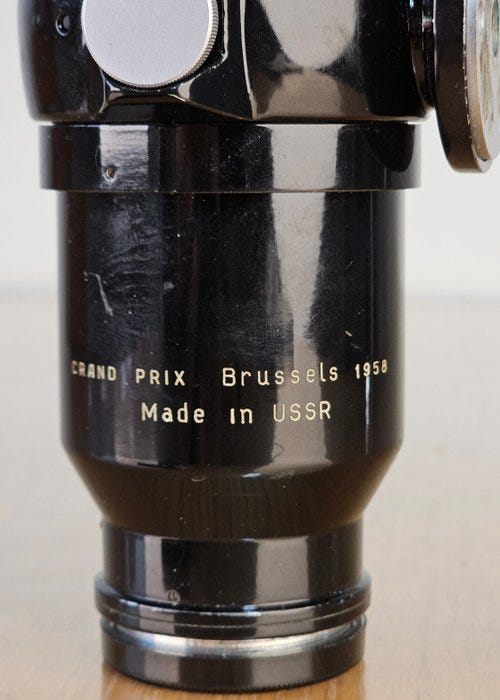 GRAND PRIX Brussels 1958
Made in USSR